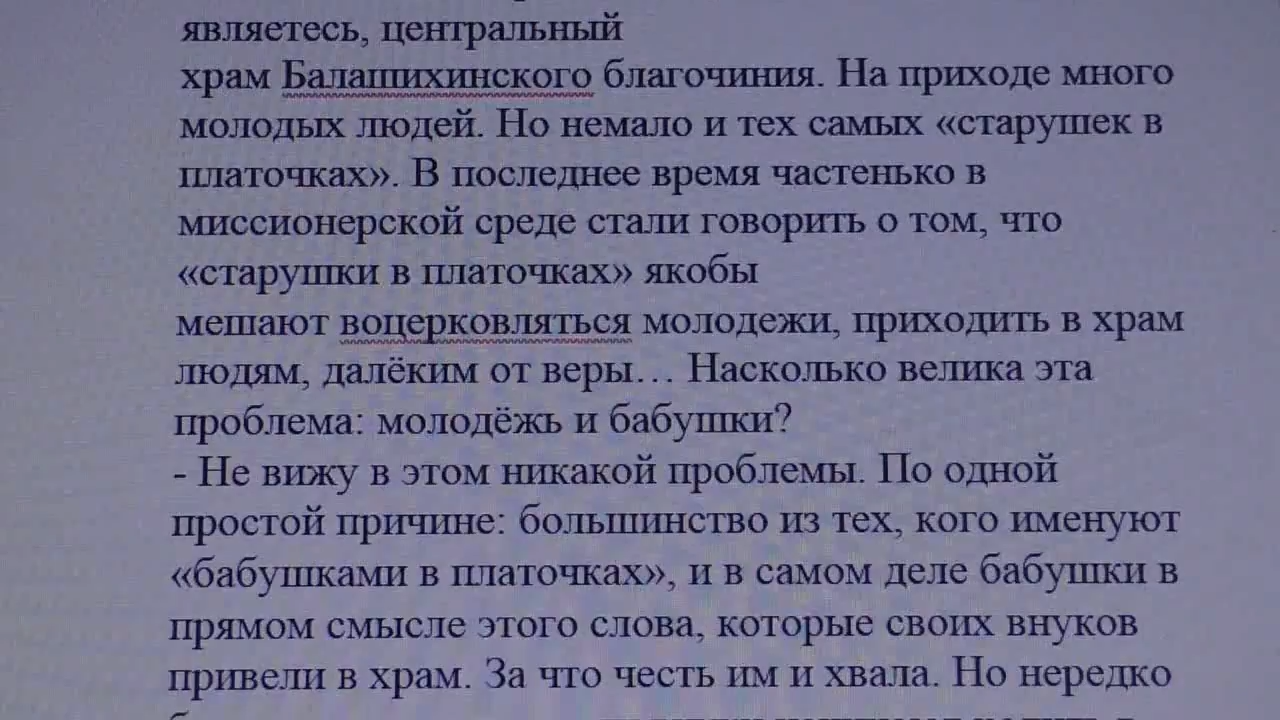 являетесь, центральный
храм Балашихинского благочиния. На приходе много
молодых людей. Но немало и тех самых «старушек в
платочках». В последнее время частенько в
миссионерской среде стали говорить о том, что
«старушки в платочках» якобы
мешают воцерковляться молодежи, приходить в храм
людям, далёким от веры… Насколько велика эта
проблема: молодёжь и бабушки?
- Не вижу в этом никакой проблемы. По одной
простой причине: большинство из тех, кого именуют
«бабушками в платочках», и в самом деле бабушки в
прямом смысле этого слова, которые своих внуков
привели в храм. За что честь им и хвала. Но нередко